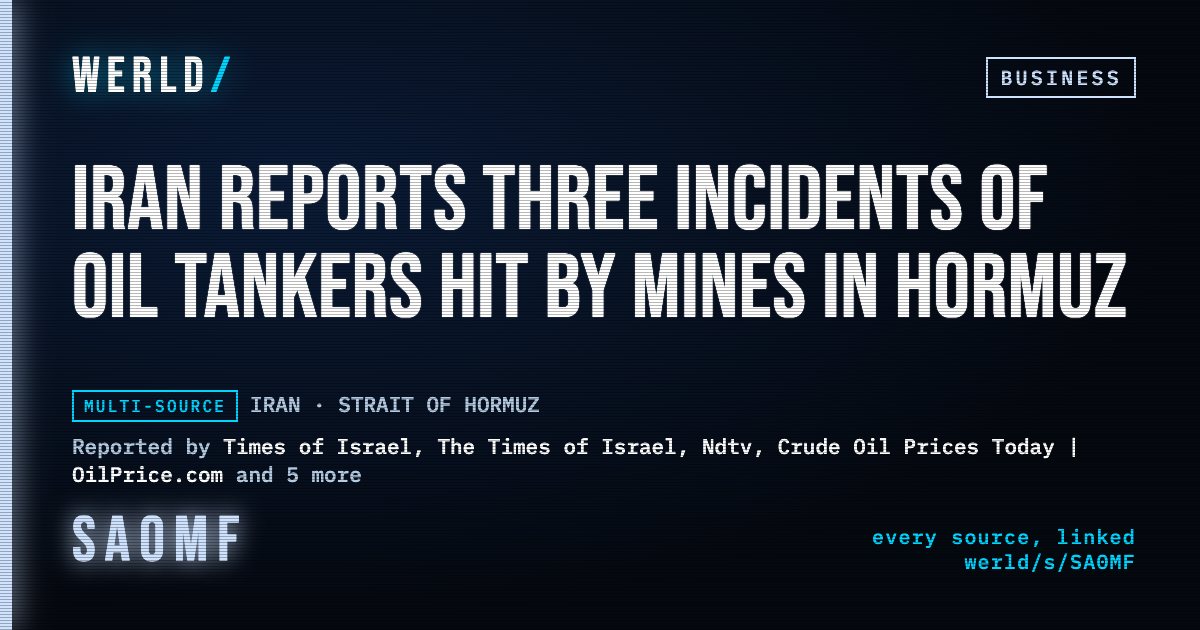 WERLD/
BUSINESS
IRAN REPORTS THREE INCIDENTS OF
OIL TANKERS HIT BY MINES IN HORMUZ
MULTI-SOURCE IRAN · STRAIT OF HORMUZ
Reported by Times of Israel, The Times of Israel, Ndtv, Crude Oil Prices Today |
OilPrice.com and 5 more
SA0MF
every source, linked
werld/s/SA0MF